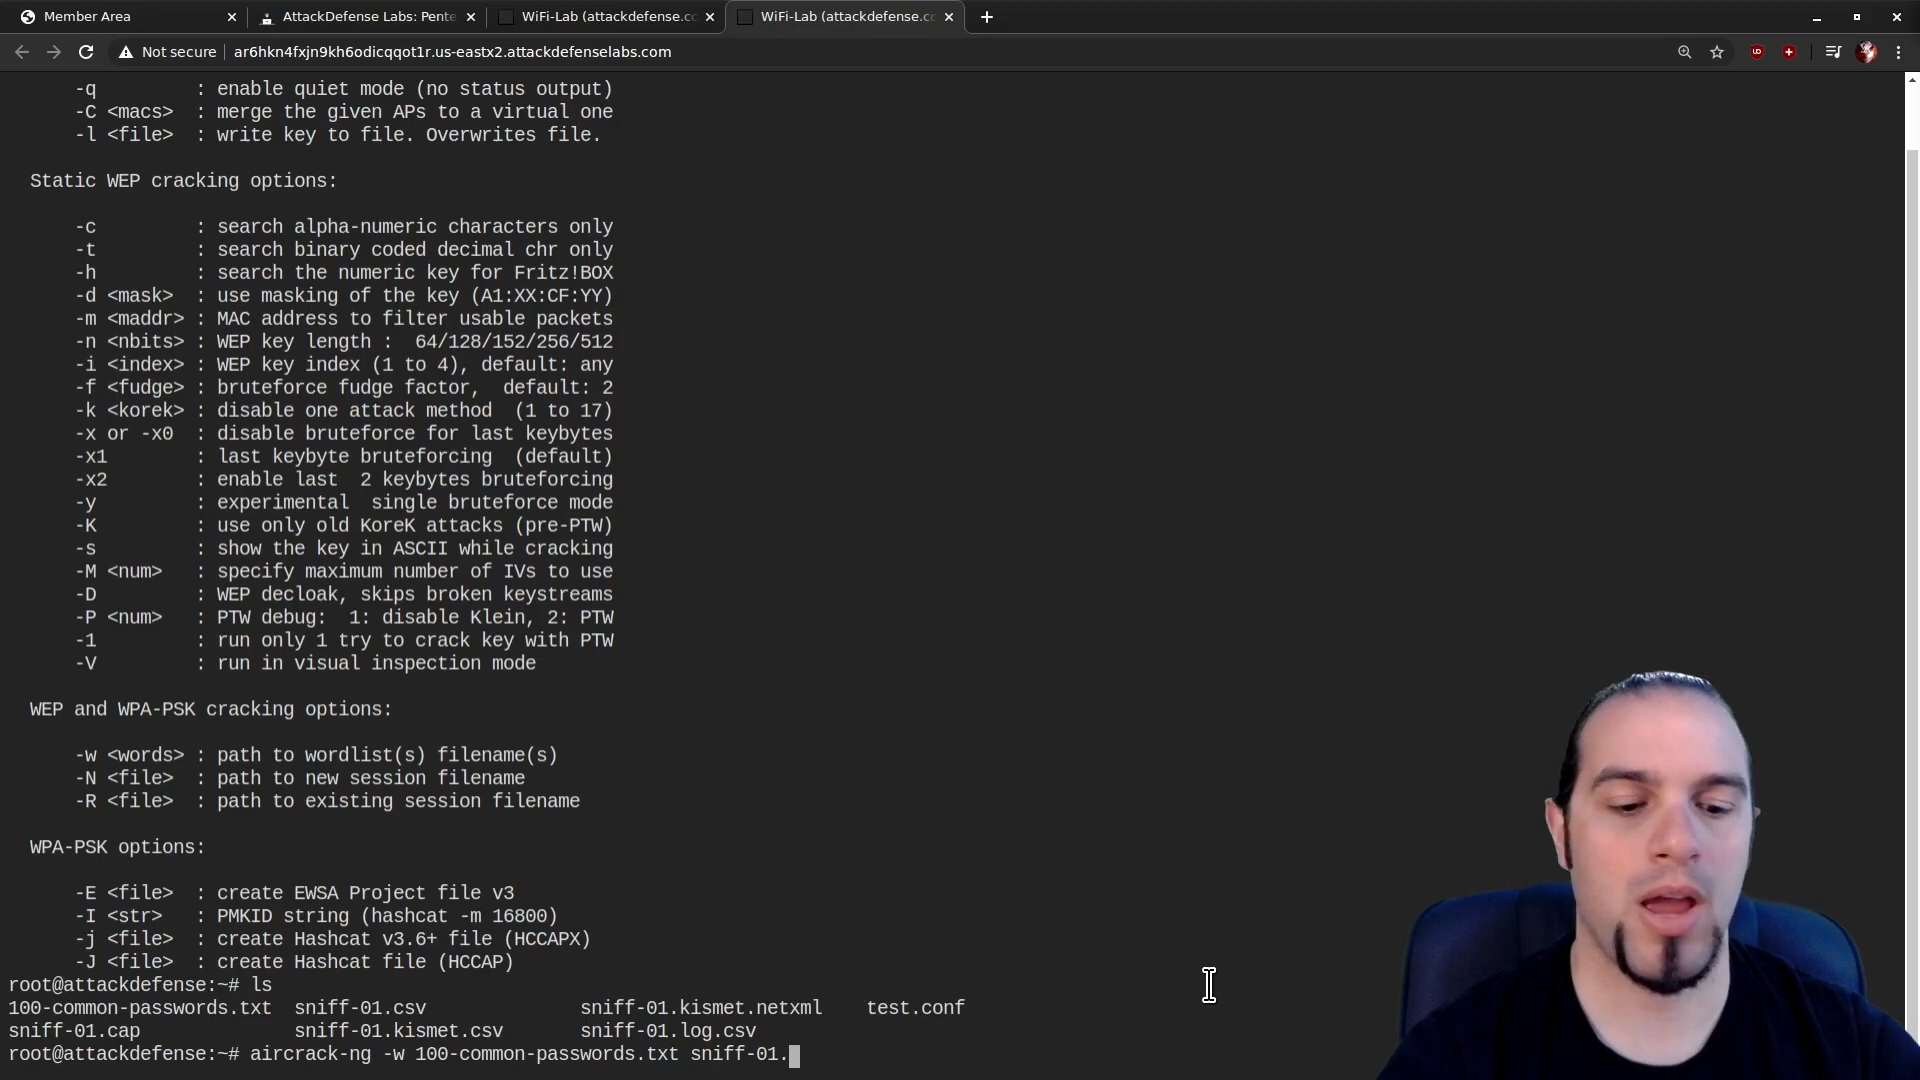 Member Area
AttackDefense Labs: Pente
WiFi-Lab (attackdefense.co
WiFi-Lab (attackdefense.co
Not secure
ar6hkn4fxjn9kh6odicqqot1r.us-eastx2.attackdefenselabs.com
-q : enable quiet mode (no status output)
-C <macs> : merge the given APs to a virtual one
-l <file> : write key to file. Overwrites file.
Static WEP cracking options:
-c : search alpha-numeric characters only
-t : search binary coded decimal chr only
-h : search the numeric key for Fritz!BOX
-d <mask> : use masking of the key (A1:XX:CF:YY)
-m <maddr> : MAC address to filter usable packets
-n <nbits> : WEP key length : 64/128/152/256/512
-i <index> : WEP key index (1 to 4), default: any
-f <fudge> : bruteforce fudge factor, default: 2
-k <korek> : disable one attack method (1 to 17)
-x or -x0 : disable bruteforce for last keybytes
-x1 : last keybyte bruteforcing (default)
-x2 : enable last 2 keybytes bruteforcing
-y : experimental single bruteforce mode
-K : use only old KoreK attacks (pre-PTW)
-s : show the key in ASCII while cracking
-M <num> : specify maximum number of IVs to use
-D : WEP decloak, skips broken keystreams
-P <num> : PTW debug: 1: disable Klein, 2: PTW
-1 : run only 1 try to crack key with PTW
-V : run in visual inspection mode
WEP and WPA-PSK cracking options:
-w <words> : path to wordlist(s) filename(s)
-N <file> : path to new session filename
-R <file> : path to existing session filename
WPA-PSK options:
-E <file> : create EWSA Project file v3
-I <str> : PMKID string (hashcat -m 16800)
-j <file> : create Hashcat v3.6+ file (HCCAPX)
-J <file> : create Hashcat file (HCCAP)
root@attackdefense:~# ls
100-common-passwords.txt sniff-01.csv sniff-01.kismet.netxml test.conf
sniff-01.cap sniff-01.kismet.csv sniff-01.log.csv
root@attackdefense:~# aircrack-ng -w 100-common-passwords.txt sniff-01.